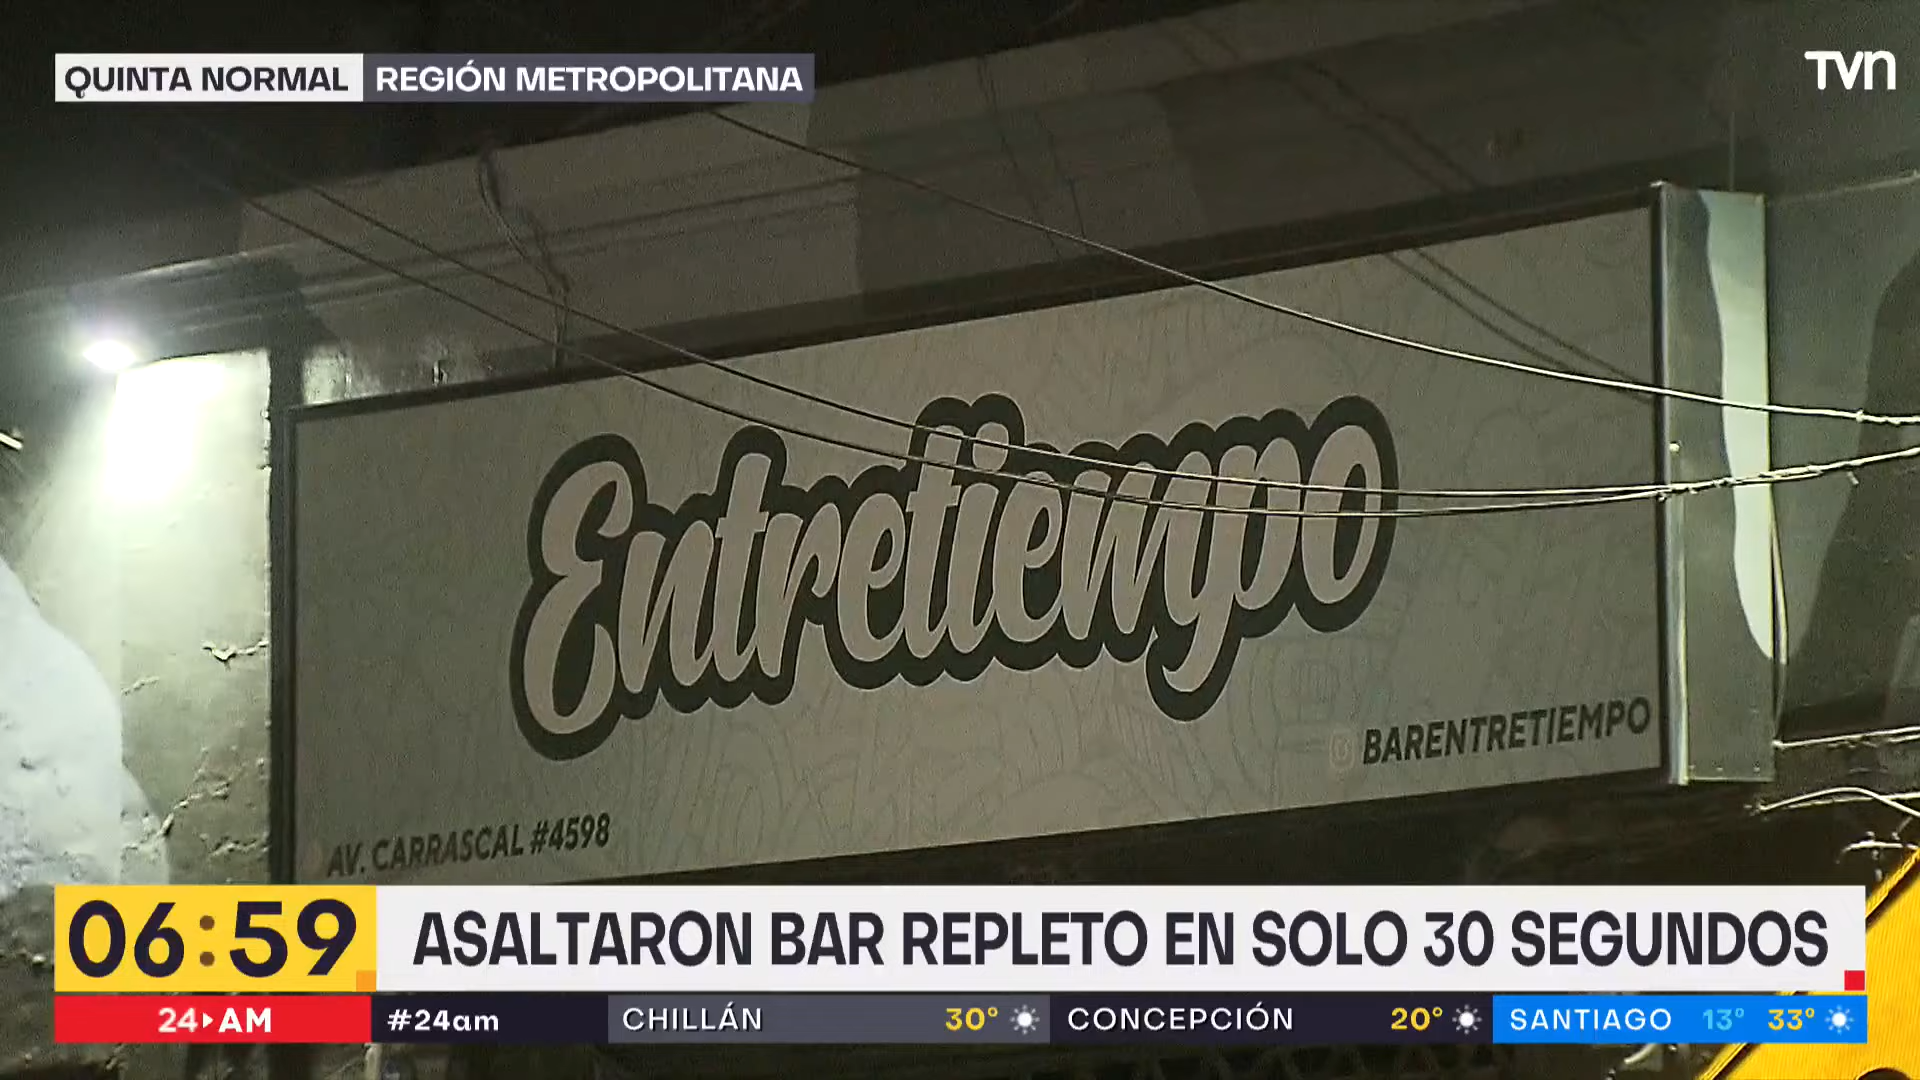 QUINTA NORMAL REGIÓN METROPOLITANA
TVN
Entretiempo
BARENTRETIEMPO
AV. CARRASCAL #4598
06:59 ASALTARON BAR REPLETO EN SOLO 30 SEGUNDOS
24 AM #24am CHILLÁN 30° CONCEPCIÓN 20° SANTIAGO 13° 33°